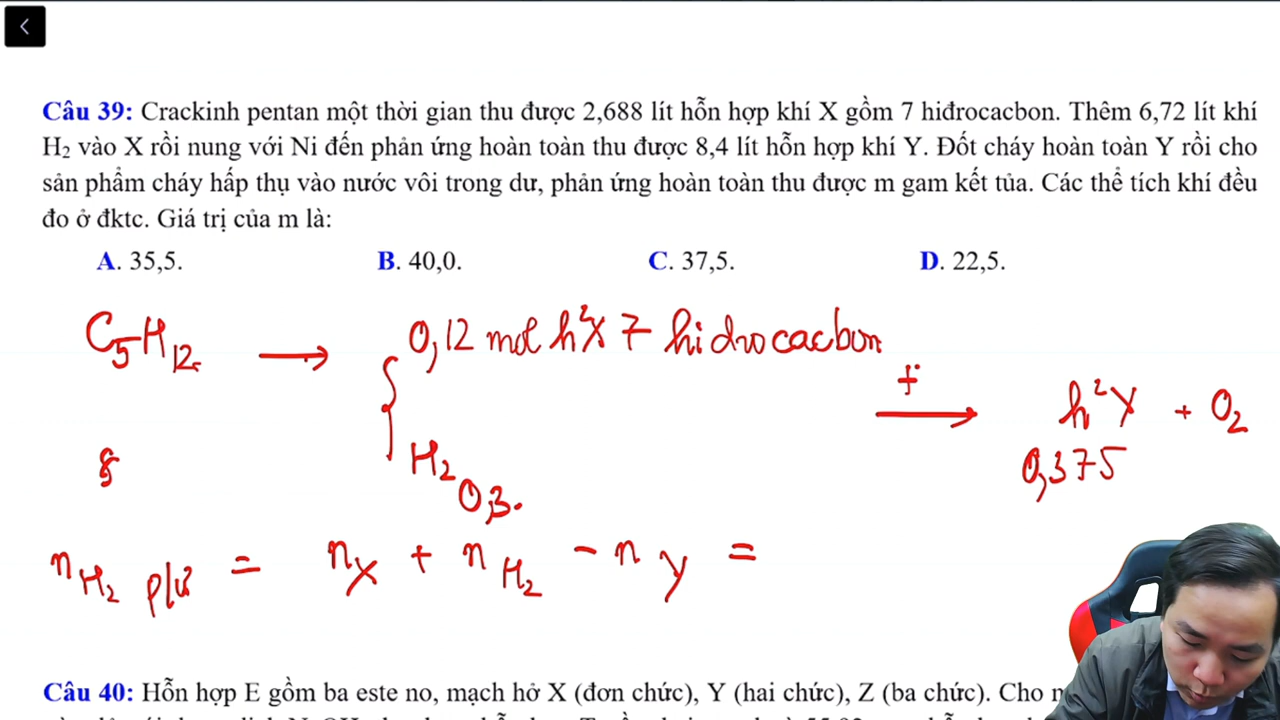 Câu 39: Crackinh pentan một thời gian thu được 2,688 lít hỗn hợp khí X gồm 7 hiđrocacbon. Thêm 6,72 lít khí
H₂ vào X rồi nung với Ni đến phản ứng hoàn toàn thu được 8,4 lít hỗn hợp khí Y. Đốt cháy hoàn toàn Y rồi cho
sản phẩm cháy hấp thụ vào nước vôi trong dư, phản ứng hoàn toàn thu được m gam kết tủa. Các thể tích khí đều
đo ở đktc. Giá trị của m là:
A. 35,5. B. 40,0. C. 37,5. D. 22,5.
C₅H₁₂ → 0,12 mol h²X 7 hidrocacbon
+ → h²Y + O₂
H₂ 0,375
0,3.
n H₂ p/ư = n X + n H₂ - n Y =
Câu 40: Hỗn hợp E gồm ba este no, mạch hở X (đơn chức), Y (hai chức), Z (ba chức). Cho